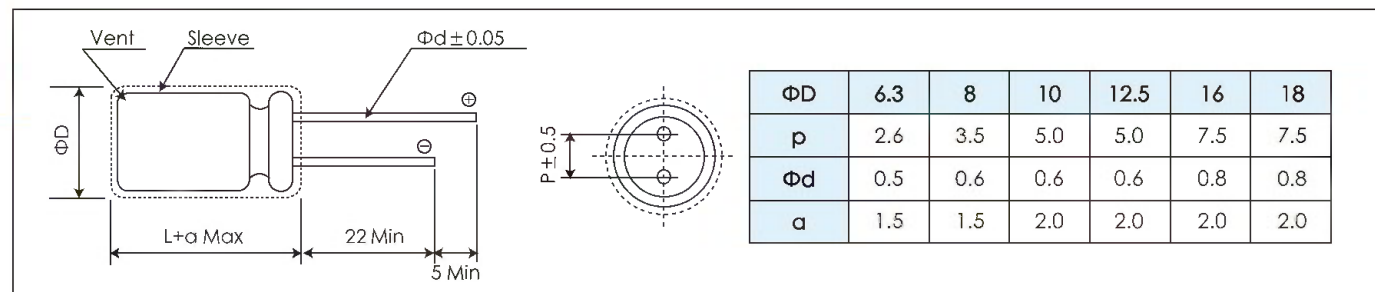 Vent Sleeve Φd±0.05
⊕
⊖
ΦD
L+a Max 22 Min
5 Min
P±0.5
ΦD 6.3 8 10 12.5 16 18
p 2.6 3.5 5.0 5.0 7.5 7.5
Φd 0.5 0.6 0.6 0.6 0.8 0.8
a 1.5 1.5 2.0 2.0 2.0 2.0